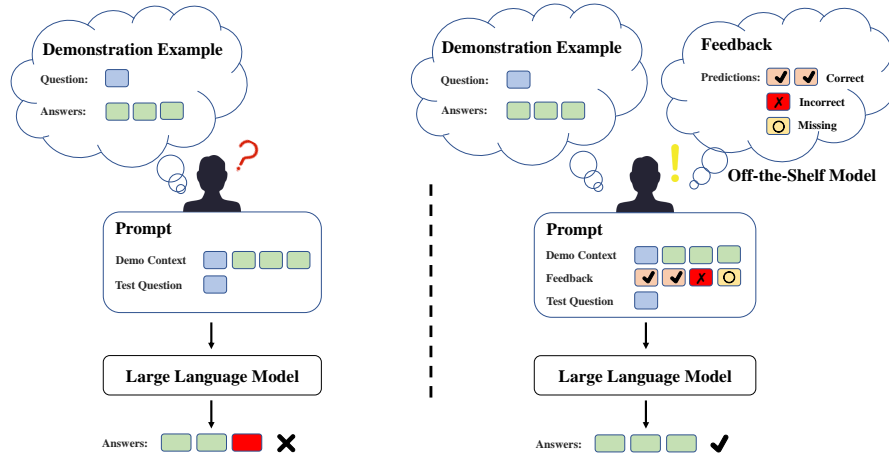 Demonstration Example
Question:
Answers:
?
Prompt
Demo Context
Test Question
Large Language Model
Answers:
Demonstration Example
Question:
Answers:
Feedback
Predictions:
Correct
Incorrect
Missing
!
Off-the-Shelf Model
Prompt
Demo Context
Feedback
Test Question
Large Language Model
Answers: